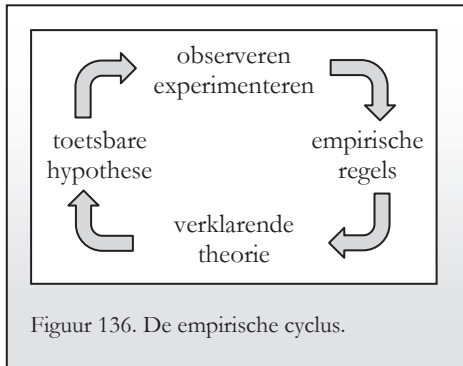 observeren
experimenteren
toetsbare
hypothese
empirische
regels
verklarende
theorie
Figuur 136. De empirische cyclus.